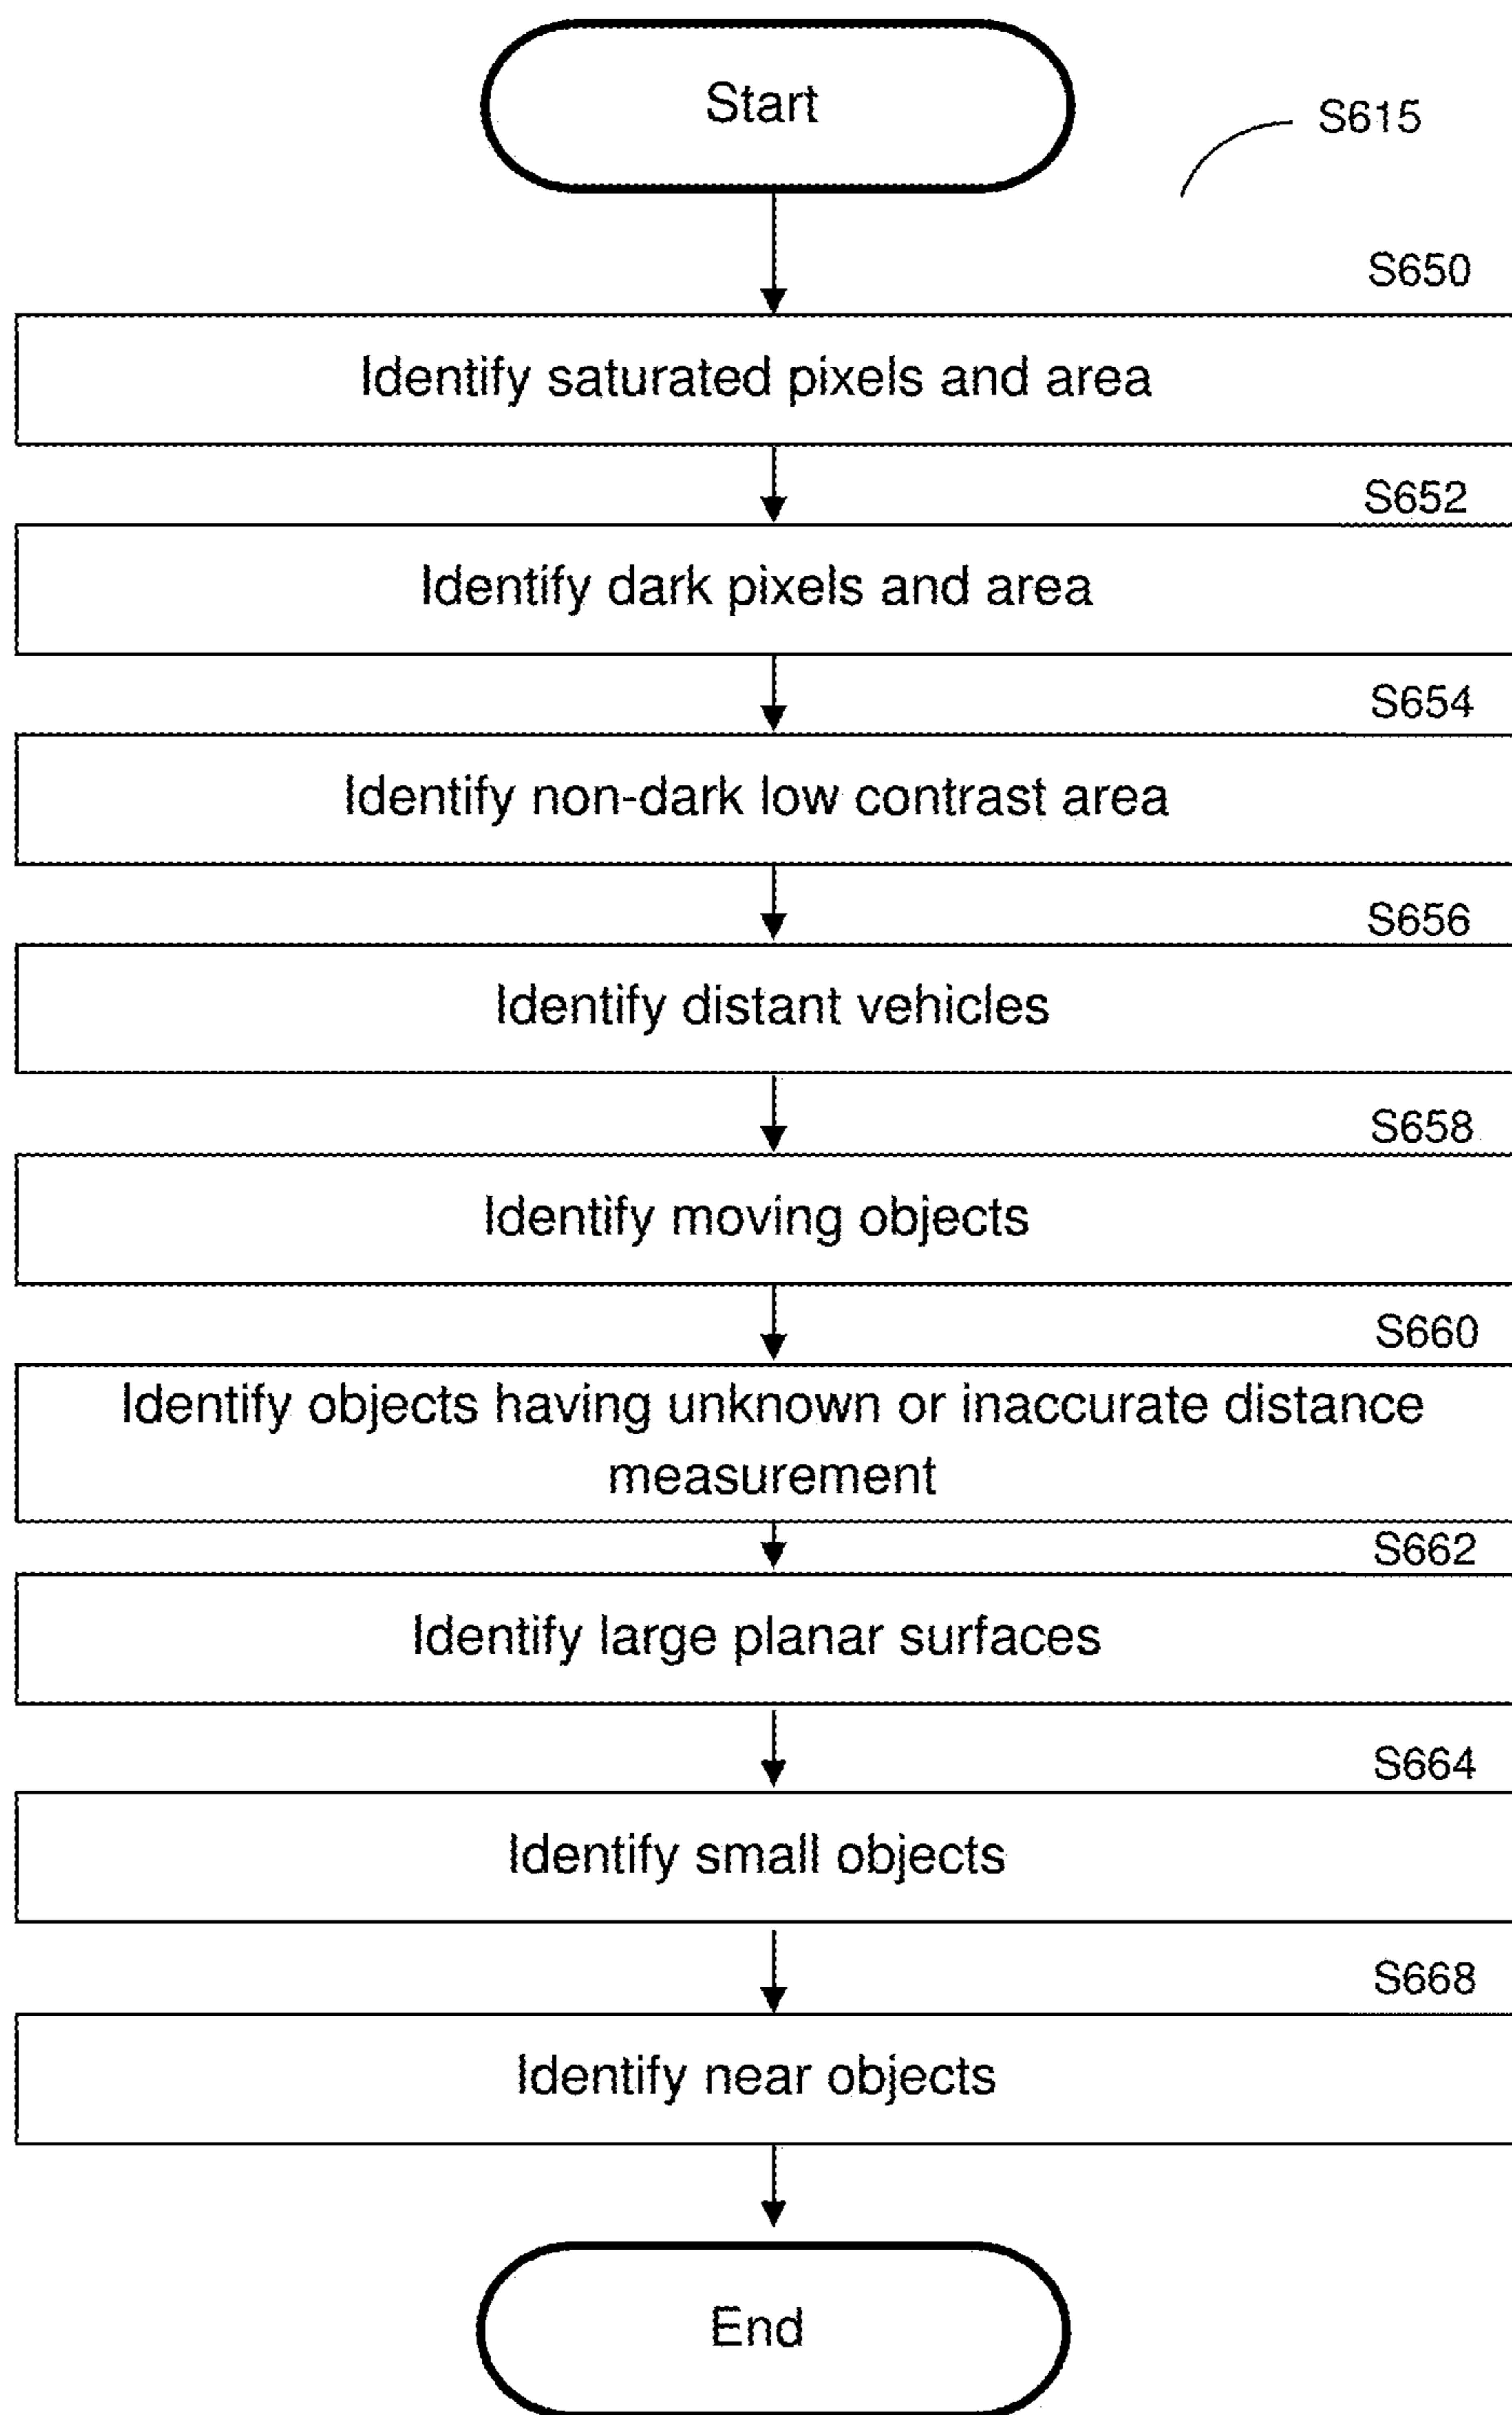 Start
S615
S650
Identify saturated pixels and area
S652
Identify dark pixels and area
S654
Identify non-dark low contrast area
S656
Identify distant vehicles
S658
Identify moving objects
S660
Identify objects having unknown or inaccurate distance
measurement
S662
Identify large planar surfaces
S664
Identify small objects
S668
Identify near objects
End